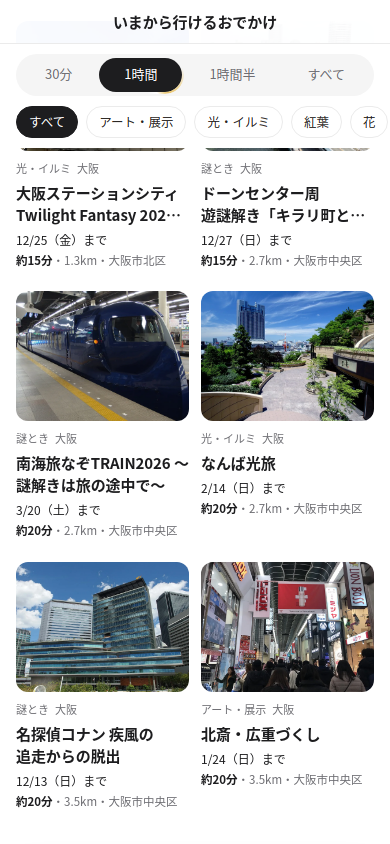 いまから行けるおでかけ
30分
1時間
1時間半
すべて
すべて
アート・展示
光・イルミ
紅葉
花
光・イルミ 大阪
大阪ステーションシティ
Twilight Fantasy 202…
12/25（金）まで
約15分・1.3km・大阪市北区
謎とき 大阪
ドーンセンター周
遊謎解き「キラリ町と…
12/27（日）まで
約15分・2.7km・大阪市中央区
謎とき 大阪
南海旅なぞTRAIN2026 〜
謎解きは旅の途中で〜
3/20（土）まで
約20分・2.7km・大阪市中央区
光・イルミ 大阪
なんば光旅
2/14（日）まで
約20分・2.7km・大阪市中央区
謎とき 大阪
名探偵コナン 疾風の
追走からの脱出
12/13（日）まで
約20分・3.5km・大阪市中央区
アート・展示 大阪
北斎・広重づくし
1/24（日）まで
約20分・3.5km・大阪市中央区